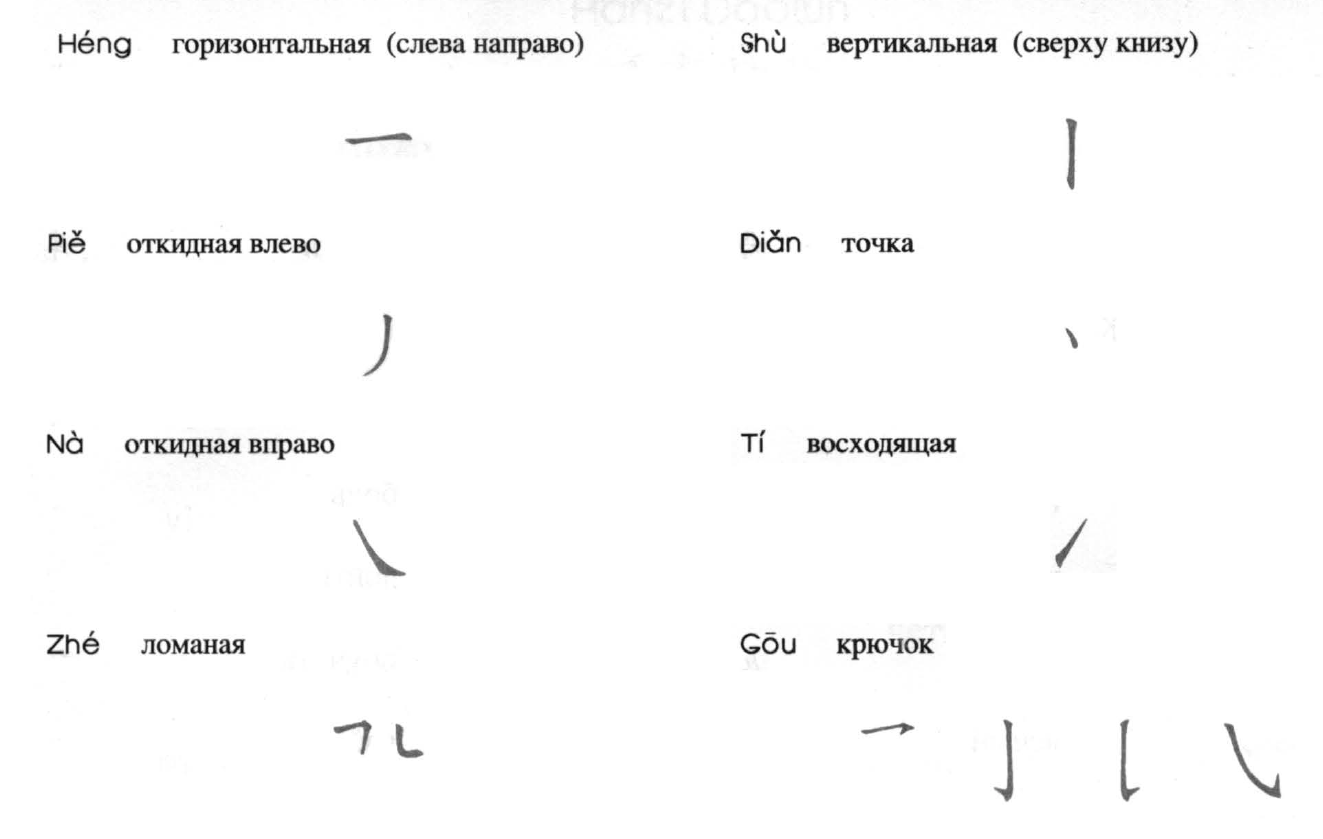 Héng горизонтальная (слева направо)
Shù вертикальная (сверху книзу)
Piě откидная влево
Diǎn точка
Nà откидная вправо
Tí восходящая
Zhé ломаная
Gōu крючок